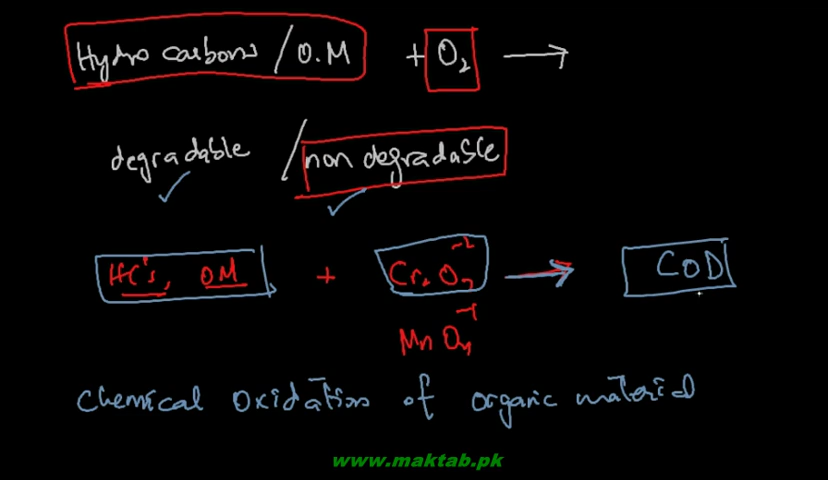 Hydro carbons / O.M + O₂ →
degradable / non degradable
HC's, OM + Cr₂O₇⁻² → COD
MnO₄⁻¹
Chemical oxidation of organic material
www.maktab.pk